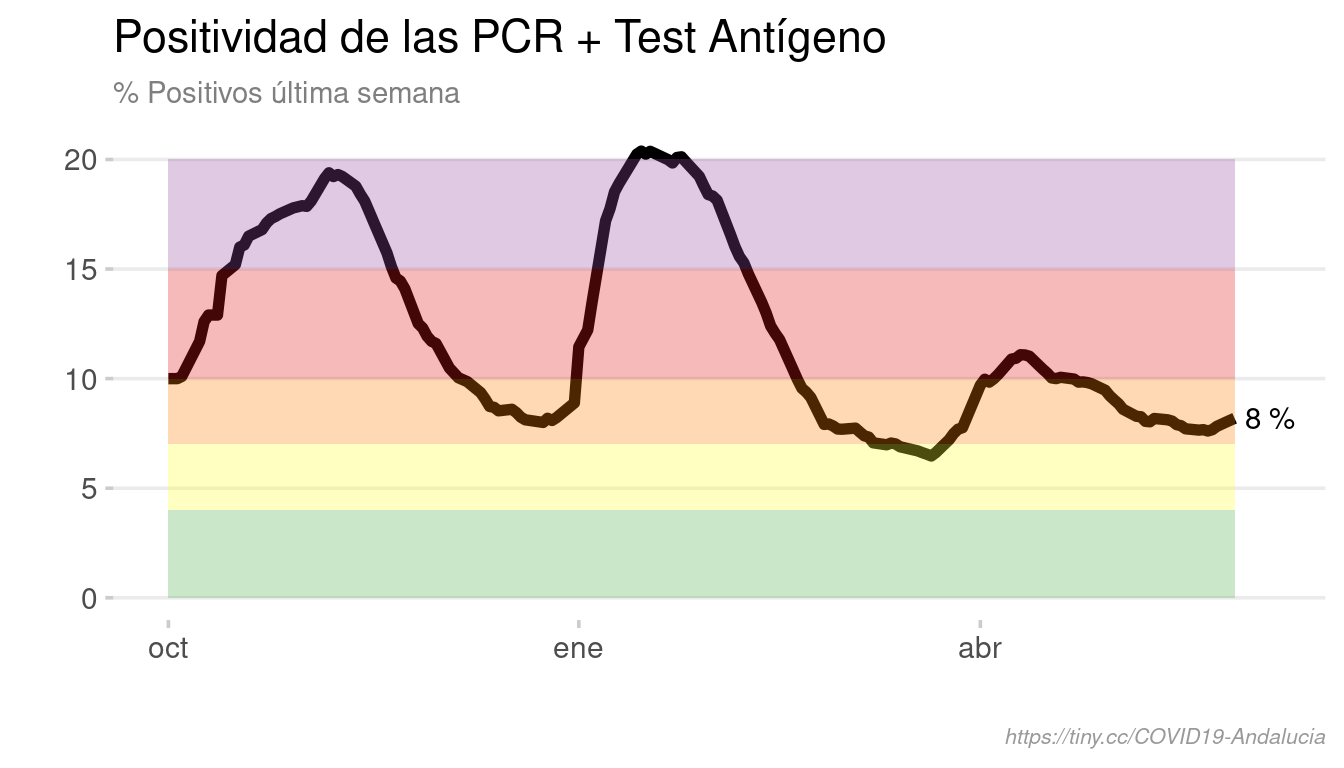 Positividad de las PCR + Test Antígeno
% Positivos última semana
20
15
10
8 %
5
0
oct ene abr
https://tiny.cc/COVID19-Andalucia